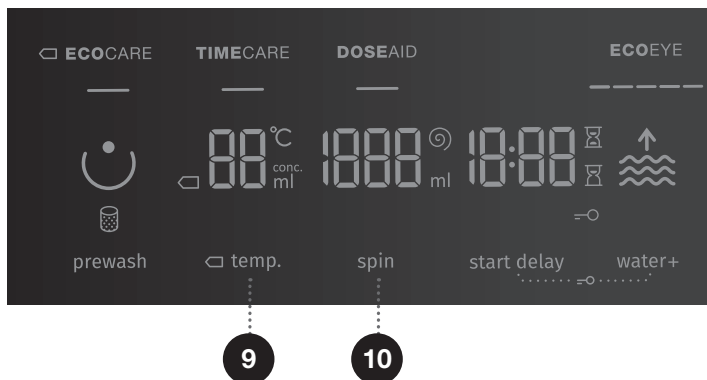 ECOCARE TIMECARE DOSEAID ECOEYE
88 °C 1888 18:88
conc.
ml ml
prewash temp. spin start delay water+
9 10